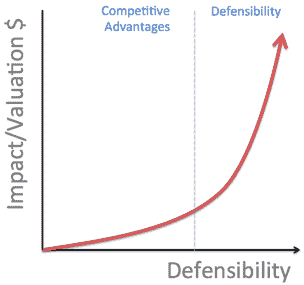 Competitive
Advantages
Defensibility
Impact/Valuation $
Defensibility